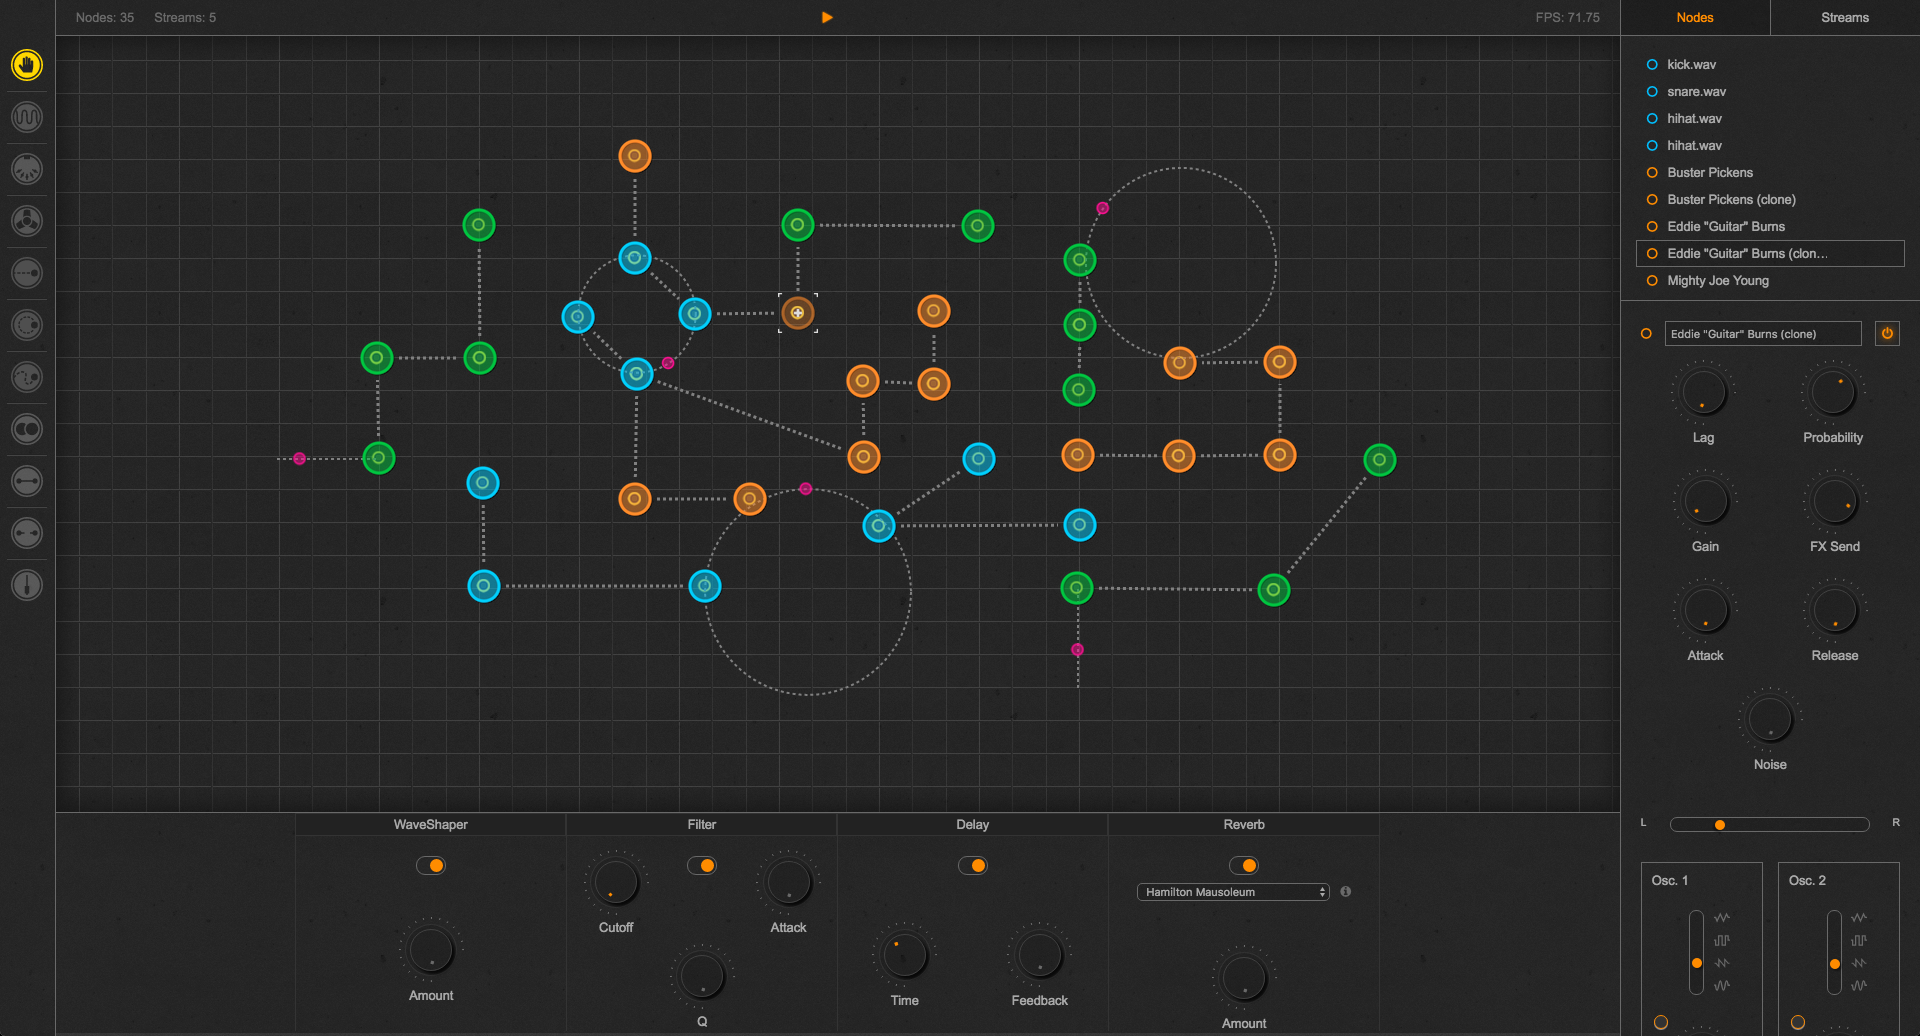 Nodes: 35 Streams: 5 FPS: 71.75
Nodes Streams
kick.wav
snare.wav
hihat.wav
hihat.wav
Buster Pickens
Buster Pickens (clone)
Eddie "Guitar" Burns
Eddie "Guitar" Burns (clon...
Mighty Joe Young
Eddie "Guitar" Burns (clone)
Lag Probability
Gain FX Send
Attack Release
Noise
L R
Osc. 1 Osc. 2
WaveShaper Filter Delay Reverb
Hamilton Mausoleum
Cutoff Attack
Amount Time Feedback
Q Amount